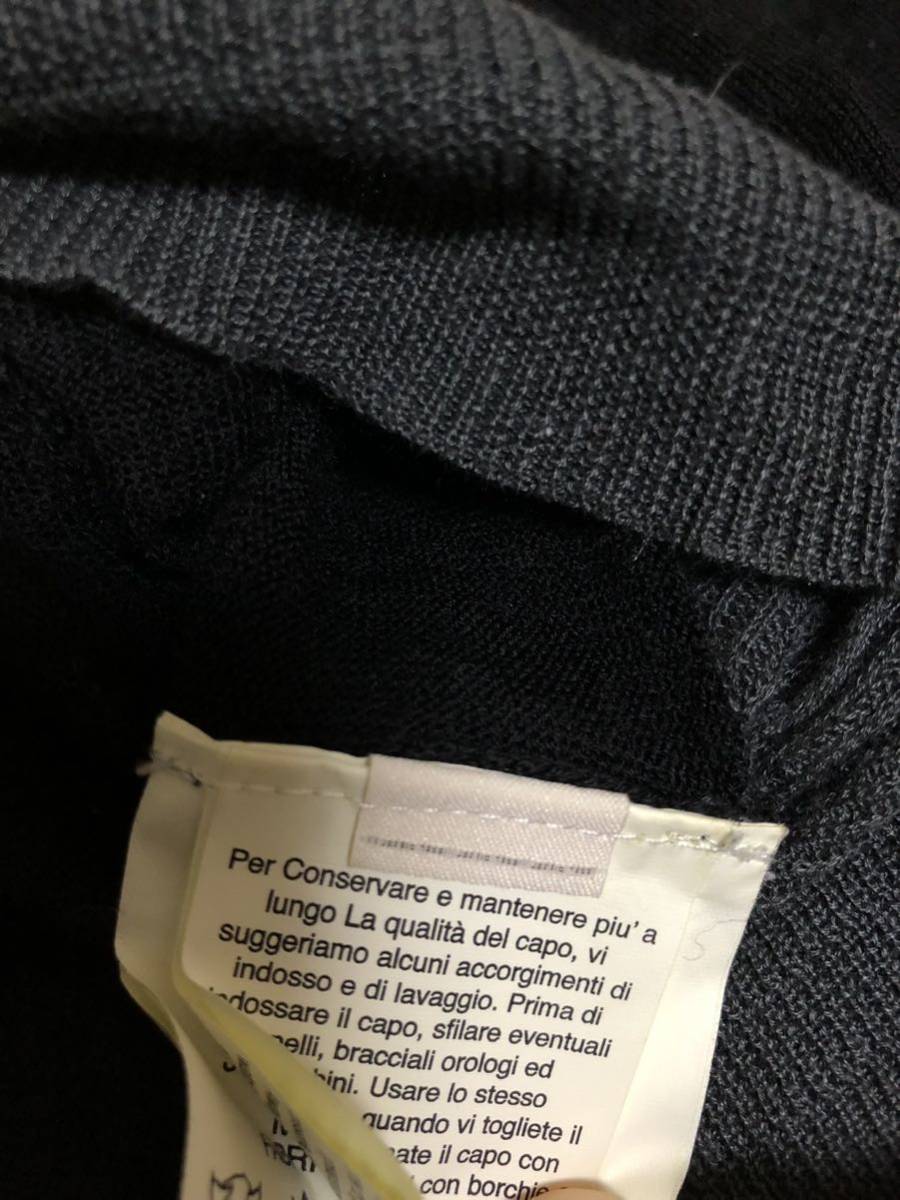 Per Conservare e mantenere piu' a
lungo La qualità del capo, vi
suggeriamo alcuni accorgimenti di
indosso e di lavaggio. Prima di
indossare il capo, sfilare eventuali
bracciali orologi ed
Usare lo stesso
quando vi togliete il
il capo con
con borchie